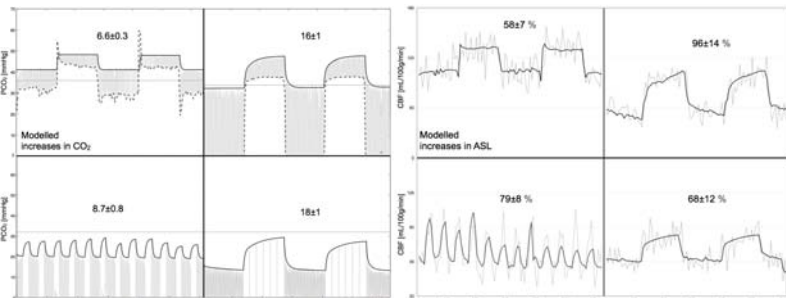 6.6±0.3
16±1
PCO₂ [mmHg]
Modelled
increases in CO₂
8.7±0.8
18±1
PCO₂ [mmHg]
58±7 %
96±14 %
CBF [mL/100g/min]
Modelled
increases in ASL
79±8 %
68±12 %
CBF [mL/100g/min]